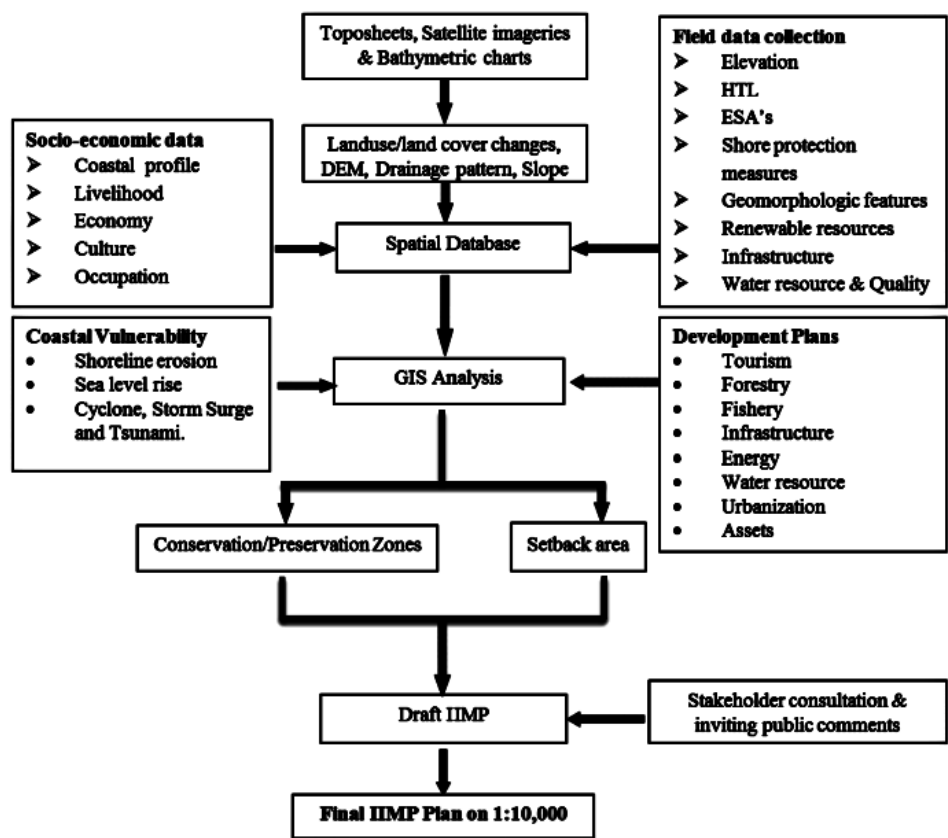 Toposheets, Satellite imageries
& Bathymetric charts
Field data collection
➤ Elevation
➤ HTL
➤ ESA's
➤ Shore protection
measures
➤ Geomorphologic features
➤ Renewable resources
➤ Infrastructure
➤ Water resource & Quality
Socio-economic data
➤ Coastal profile
➤ Livelihood
➤ Economy
➤ Culture
➤ Occupation
Landuse/land cover changes,
DEM, Drainage pattern, Slope
Spatial Database
Coastal Vulnerability
• Shoreline erosion
• Sea level rise
• Cyclone, Storm Surge
and Tsunami.
GIS Analysis
Development Plans
• Tourism
• Forestry
• Fishery
• Infrastructure
• Energy
• Water resource
• Urbanization
• Assets
Conservation/Preservation Zones
Setback area
Draft IIMP
Stakeholder consultation &
inviting public comments
Final IIMP Plan on 1:10,000